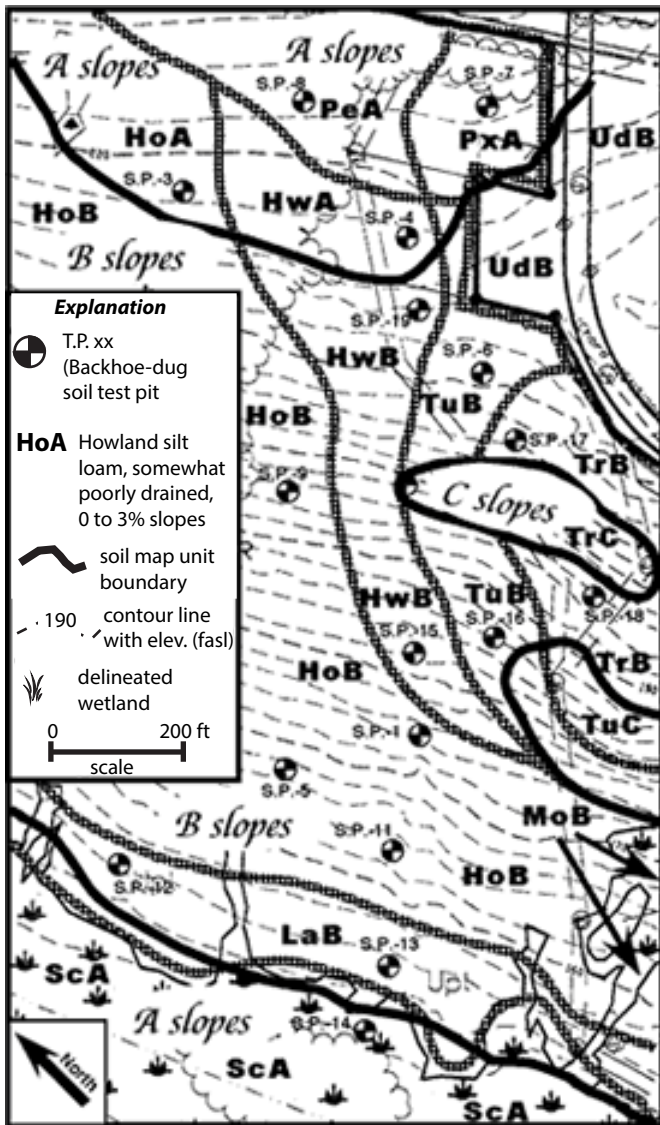 A slopes
A slopes
S.P.-7
S.P.-8
PeA
HoA
PxA
UdB
S.P.-3
HoB
HwA
S.P.-4
B slopes
UdB
Explanation
T.P. xx
(Backhoe-dug
soil test pit
HoA Howland silt
loam, somewhat
poorly drained,
0 to 3% slopes
soil map unit
boundary
190 contour line
with elev. (fasl)
delineated
wetland
0 200 ft
scale
S.P.-19
HwB
S.P.-6
HoB
TuB
S.P.-17
TrB
S.P.-9
C slopes
TrC
HwB
TuB
S.P.-15
S.P.-16
S.P.-18
HoB
TrB
TuC
S.P.-1
S.P.-5
MoB
B slopes
S.P.-11
HoB
S.P.-12
LaB
S.P.-13
Upl
ScA
A slopes
S.P.-14
ScA
ScA
North